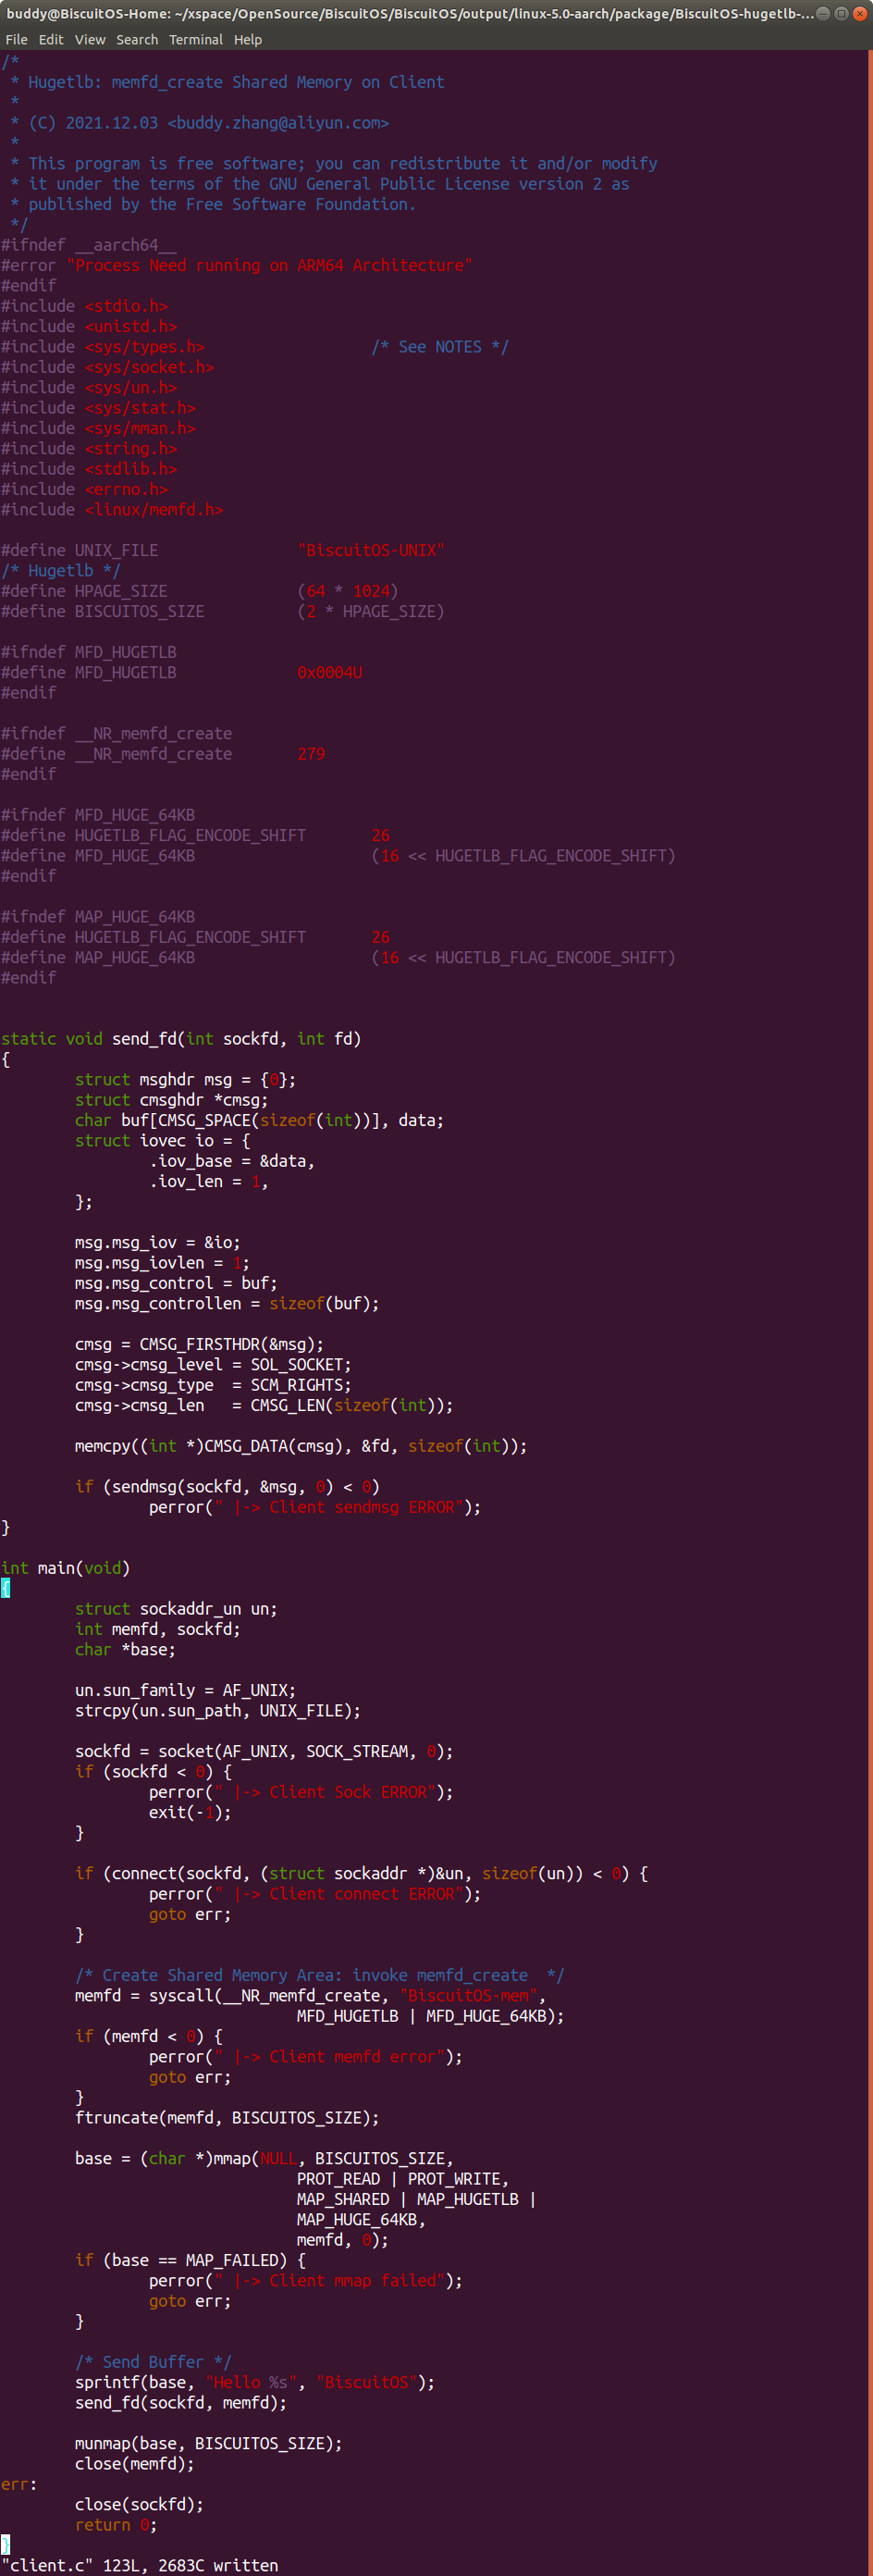 buddy@BiscuitOS-Home: ~/xspace/OpenSource/BiscuitOS/BiscuitOS/output/linux-5.0-aarch/package/BiscuitOS-hugetlb-...
File Edit View Search Terminal Help
/*
 * Hugetlb: memfd_create Shared Memory on Client
 *
 * (C) 2021.12.03 <buddy.zhang@aliyun.com>
 *
 * This program is free software; you can redistribute it and/or modify
 * it under the terms of the GNU General Public License version 2 as
 * published by the Free Software Foundation.
 */
#ifndef __aarch64__
#error "Process Need running on ARM64 Architecture"
#endif
#include <stdio.h>
#include <unistd.h>
#include <sys/types.h>                  /* See NOTES */
#include <sys/socket.h>
#include <sys/un.h>
#include <sys/stat.h>
#include <sys/mman.h>
#include <string.h>
#include <stdlib.h>
#include <errno.h>
#include <linux/memfd.h>

#define UNIX_FILE               "BiscuitOS-UNIX"
/* Hugetlb */
#define HPAGE_SIZE              (64 * 1024)
#define BISCUITOS_SIZE          (2 * HPAGE_SIZE)

#ifndef MFD_HUGETLB
#define MFD_HUGETLB             0x0004U
#endif

#ifndef __NR_memfd_create
#define __NR_memfd_create       279
#endif

#ifndef MFD_HUGE_64KB
#define HUGETLB_FLAG_ENCODE_SHIFT       26
#define MFD_HUGE_64KB                   (16 << HUGETLB_FLAG_ENCODE_SHIFT)
#endif

#ifndef MAP_HUGE_64KB
#define HUGETLB_FLAG_ENCODE_SHIFT       26
#define MAP_HUGE_64KB                   (16 << HUGETLB_FLAG_ENCODE_SHIFT)
#endif


static void send_fd(int sockfd, int fd)
{
        struct msghdr msg = {0};
        struct cmsghdr *cmsg;
        char buf[CMSG_SPACE(sizeof(int))], data;
        struct iovec io = {
                .iov_base = &data,
                .iov_len = 1,
        };

        msg.msg_iov = &io;
        msg.msg_iovlen = 1;
        msg.msg_control = buf;
        msg.msg_controllen = sizeof(buf);

        cmsg = CMSG_FIRSTHDR(&msg);
        cmsg->cmsg_level = SOL_SOCKET;
        cmsg->cmsg_type  = SCM_RIGHTS;
        cmsg->cmsg_len   = CMSG_LEN(sizeof(int));

        memcpy((int *)CMSG_DATA(cmsg), &fd, sizeof(int));

        if (sendmsg(sockfd, &msg, 0) < 0)
                perror(" |-> Client sendmsg ERROR");
}

int main(void)
{
        struct sockaddr_un un;
        int memfd, sockfd;
        char *base;

        un.sun_family = AF_UNIX;
        strcpy(un.sun_path, UNIX_FILE);

        sockfd = socket(AF_UNIX, SOCK_STREAM, 0);
        if (sockfd < 0) {
                perror(" |-> Client Sock ERROR");
                exit(-1);
        }

        if (connect(sockfd, (struct sockaddr *)&un, sizeof(un)) < 0) {
                perror(" |-> Client connect ERROR");
                goto err;
        }

        /* Create Shared Memory Area: invoke memfd_create  */
        memfd = syscall(__NR_memfd_create, "BiscuitOS-mem",
                                MFD_HUGETLB | MFD_HUGE_64KB);
        if (memfd < 0) {
                perror(" |-> Client memfd error");
                goto err;
        }
        ftruncate(memfd, BISCUITOS_SIZE);

        base = (char *)mmap(NULL, BISCUITOS_SIZE,
                                PROT_READ | PROT_WRITE,
                                MAP_SHARED | MAP_HUGETLB |
                                MAP_HUGE_64KB,
                                memfd, 0);
        if (base == MAP_FAILED) {
                perror(" |-> Client mmap failed");
                goto err;
        }

        /* Send Buffer */
        sprintf(base, "Hello %s", "BiscuitOS");
        send_fd(sockfd, memfd);

        munmap(base, BISCUITOS_SIZE);
        close(memfd);
err:
        close(sockfd);
        return 0;
}
"client.c" 123L, 2683C written